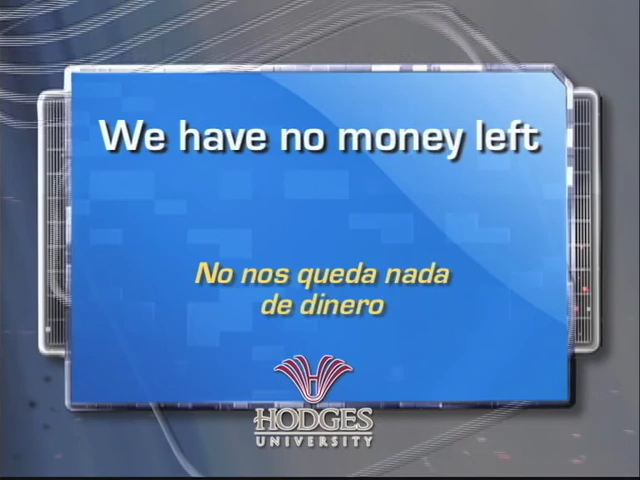 We have no money left
No nos queda nada
de dinero
HODGES
UNIVERSITY